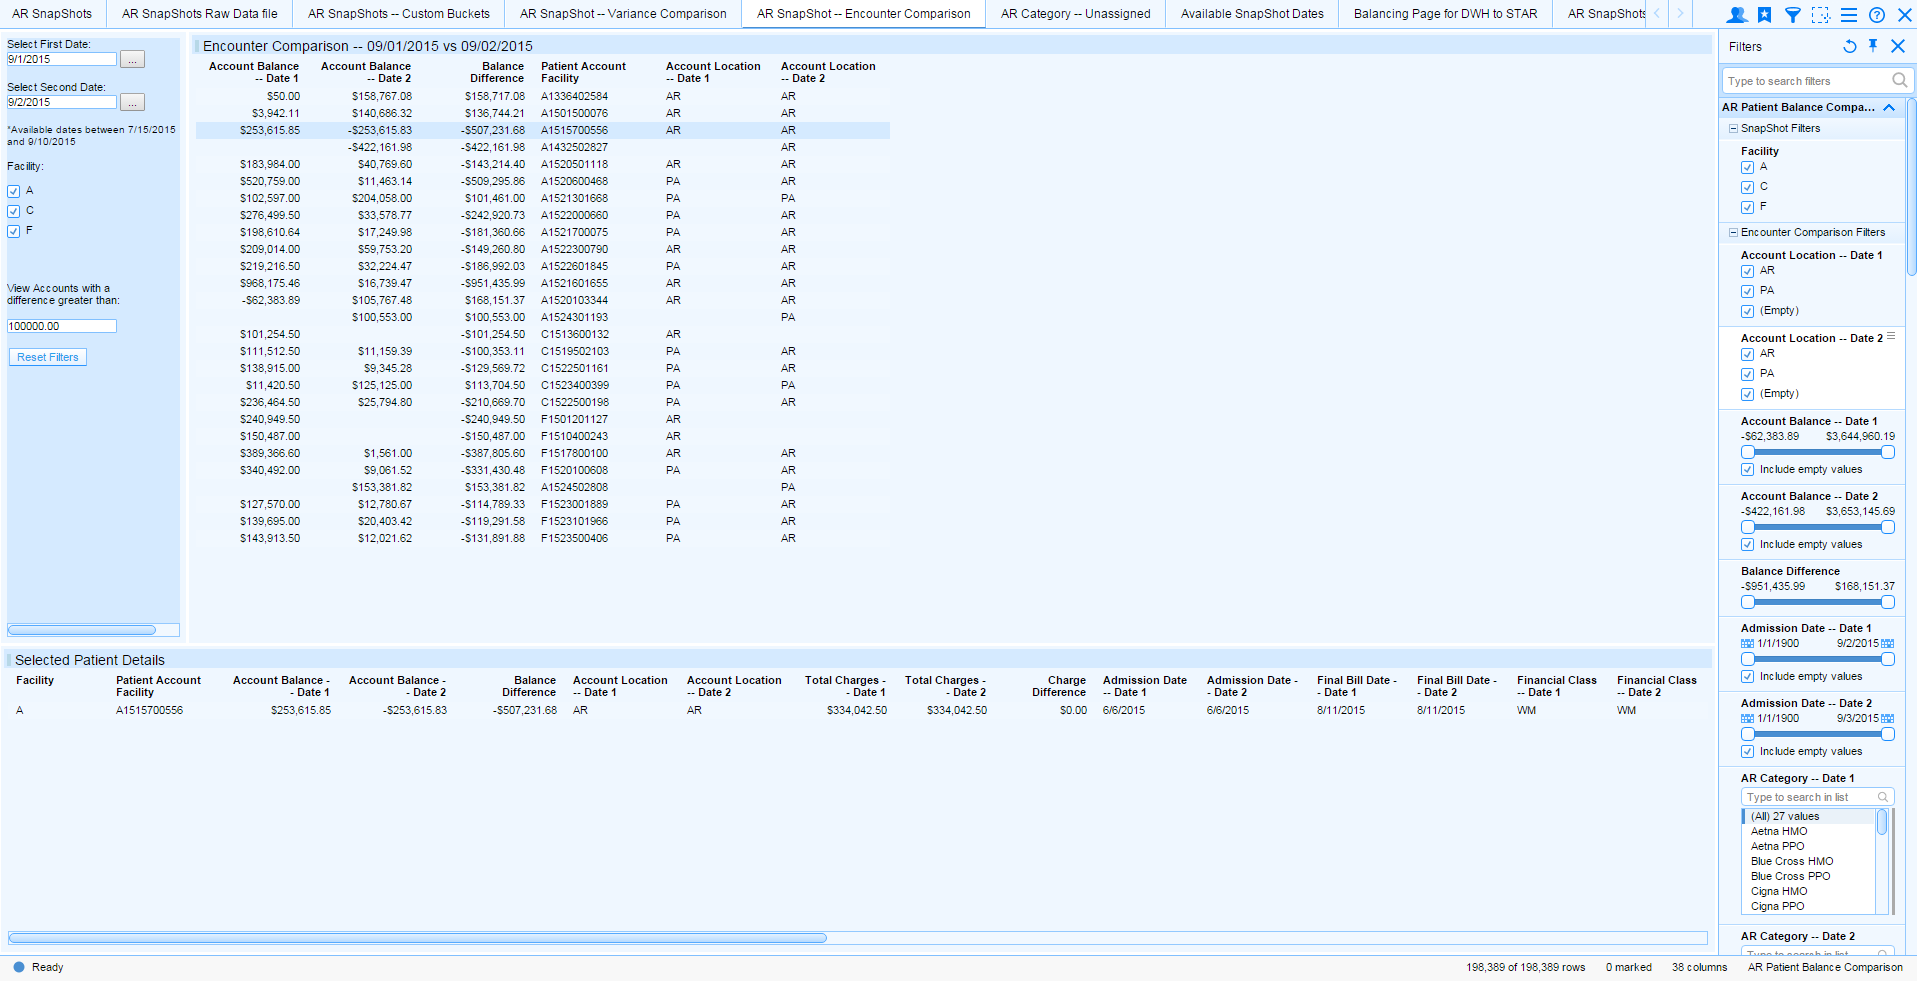 AR SnapShots	AR SnapShots Raw Data file	AR SnapShots -- Custom Buckets	AR SnapShot -- Variance Comparison	AR SnapShot -- Encounter Comparison	AR Category -- Unassigned	Available SnapShot Dates	Balancing Page for DWH to STAR	AR SnapShots
Select First Date:
9/1/2015 ...
Select Second Date:
9/2/2015 ...
*Available dates between 7/15/2015
and 9/10/2015
Facility:
A
C
F
View Accounts with a
difference greater than:
100000.00
Reset Filters
Encounter Comparison -- 09/01/2015 vs 09/02/2015
Account Balance	Account Balance	Balance	Patient Account	Account Location	Account Location
-- Date 1	-- Date 2	Difference	Facility	-- Date 1	-- Date 2
$50.00	$158,767.08	$158,717.08	A1336402584	AR	AR
$3,942.11	$140,686.32	$136,744.21	A1501500076	AR	AR
$253,615.85	-$253,615.83	-$507,231.68	A1515700556	AR	AR
-$422,161.98	-$422,161.98	A1432502827	AR
$183,984.00	$40,769.60	-$143,214.40	A1520501118	AR	AR
$520,759.00	$11,463.14	-$509,295.86	A1520600468	PA	AR
$102,597.00	$204,058.00	$101,461.00	A1521301668	PA	PA
$276,499.50	$33,578.77	-$242,920.73	A1522000660	PA	AR
$198,610.64	$17,249.98	-$181,360.66	A1521700075	PA	AR
$209,014.00	$59,753.20	-$149,260.80	A1522300790	AR	AR
$219,216.50	$32,224.47	-$186,992.03	A1522601845	PA	AR
$968,175.46	$16,739.47	-$951,435.99	A1521601655	AR	AR
-$62,383.89	$105,767.48	$168,151.37	A1520103344	AR	AR
$100,553.00	$100,553.00	A1524301193	PA
$101,254.50	-$101,254.50	C1513600132	AR
$111,512.50	$11,159.39	-$100,353.11	C1519502103	PA	AR
$138,915.00	$9,345.28	-$129,569.72	C1522501161	PA	AR
$11,420.50	$125,125.00	$113,704.50	C1523400399	PA	PA
$236,464.50	$25,794.80	-$210,669.70	C1522500198	PA	AR
$240,949.50	-$240,949.50	F1501201127	AR
$150,487.00	-$150,487.00	F1510400243	AR
$389,366.60	$1,561.00	-$387,805.60	F1517800100	AR	AR
$340,492.00	$9,061.52	-$331,430.48	F1520100608	PA	AR
$153,381.82	$153,381.82	A1524502808	PA
$127,570.00	$12,780.67	-$114,789.33	F1523001889	PA	AR
$139,695.00	$20,403.42	-$119,291.58	F1523101966	PA	AR
$143,913.50	$12,021.62	-$131,891.88	F1523500406	PA	AR
Selected Patient Details
Facility	Patient Account	Account Balance -	Account Balance -	Balance	Account Location	Account Location	Total Charges -	Total Charges -	Charge	Admission Date	Admission Date -	Final Bill Date -	Final Bill Date -	Financial Class	Financial Class
Facility	- Date 1	- Date 2	Difference	-- Date 1	-- Date 2	- Date 1	- Date 2	Difference	-- Date 1	- Date 2	- Date 1	- Date 2	-- Date 1	-- Date 2
A	A1515700556	$253,615.85	-$253,615.83	-$507,231.68	AR	AR	$334,042.50	$334,042.50	$0.00	6/6/2015	6/6/2015	8/11/2015	8/11/2015	WM	WM
Filters
Type to search filters
AR Patient Balance Compa...
SnapShot Filters
Facility
A
C
F
Encounter Comparison Filters
Account Location -- Date 1
AR
PA
(Empty)
Account Location -- Date 2
AR
PA
(Empty)
Account Balance -- Date 1
-$62,383.89	$3,644,960.19
Include empty values
Account Balance -- Date 2
-$422,161.98	$3,653,145.69
Include empty values
Balance Difference
-$951,435.99	$168,151.37
Admission Date -- Date 1
1/1/1900	9/2/2015
Include empty values
Admission Date -- Date 2
1/1/1900	9/3/2015
Include empty values
AR Category -- Date 1
Type to search in list
(All) 27 values
Aetna HMO
Aetna PPO
Blue Cross HMO
Blue Cross PPO
Cigna HMO
Cigna PPO
AR Category -- Date 2
Type to search in list
Ready	198,389 of 198,389 rows	0 marked	38 columns	AR Patient Balance Comparison